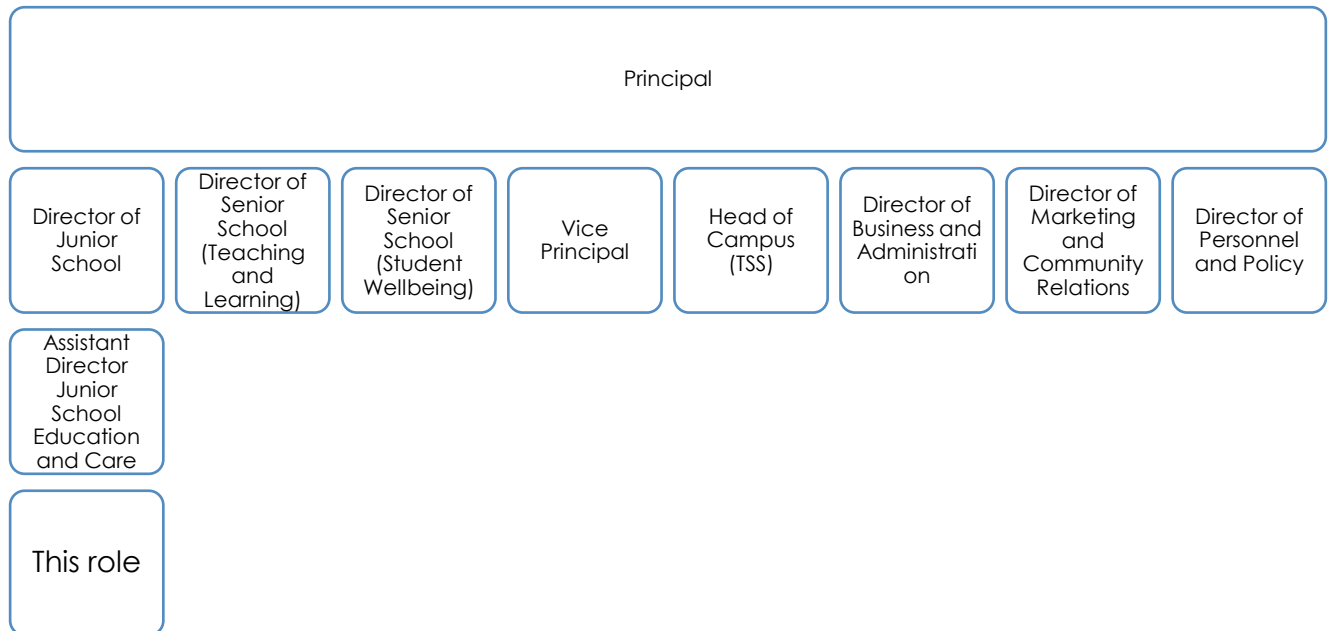 Principal
Director of
Junior
School
Director of
Senior
School
(Teaching
and
Learning)
Director of
Senior
School
(Student
Wellbeing)
Vice
Principal
Head of
Campus
(TSS)
Director of
Business and
Administrati
on
Director of
Marketing
and
Community
Relations
Director of
Personnel
and Policy
Assistant
Director
Junior
School
Education
and Care
This role